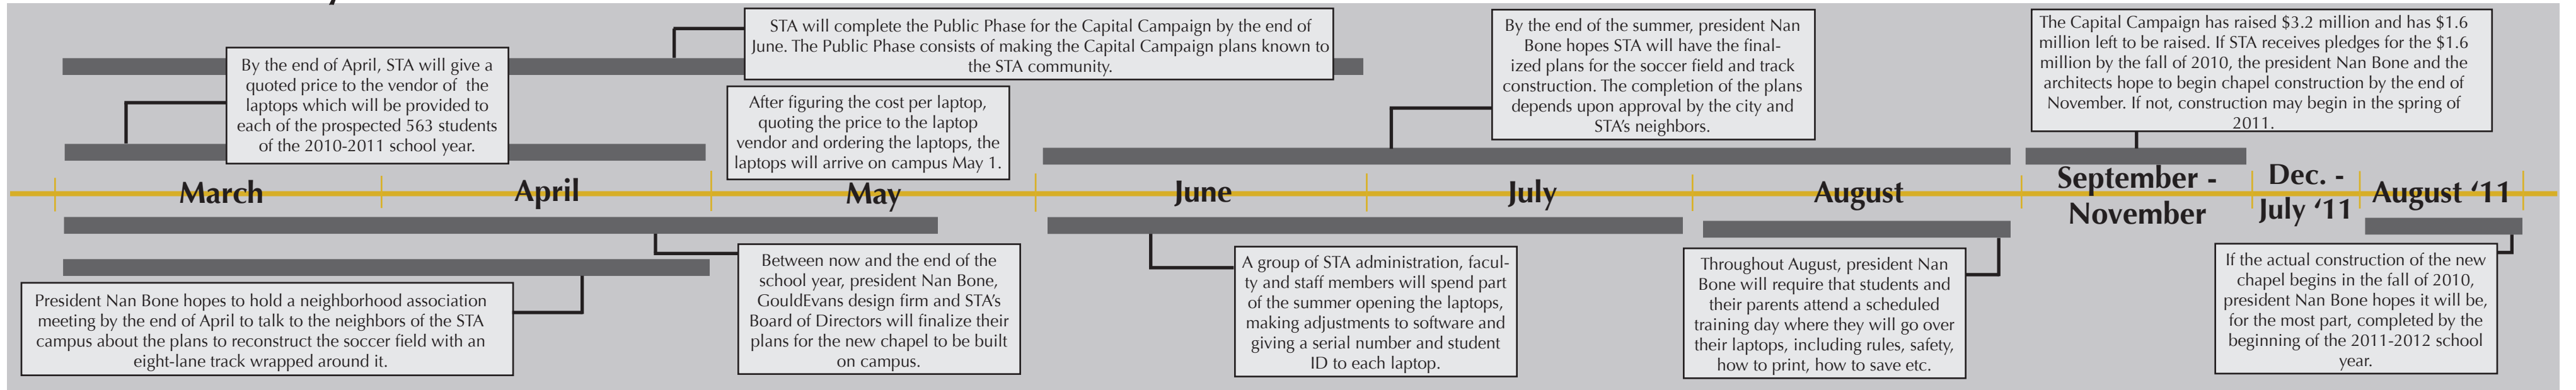 STA will complete the Public Phase for the Capital Campaign by the end of
June. The Public Phase consists of making the Capital Campaign plans known to
the STA community.
By the end of April, STA will give a
quoted price to the vendor of the
laptops which will be provided to
each of the prospected 563 students
of the 2010-2011 school year.
After figuring the cost per laptop,
quoting the price to the laptop
vendor and ordering the laptops, the
laptops will arrive on campus May 1.
By the end of the summer, president Nan
Bone hopes STA will have the final-
ized plans for the soccer field and track
construction. The completion of the plans
depends upon approval by the city and
STA's neighbors.
The Capital Campaign has raised $3.2 million and has $1.6
million left to be raised. If STA receives pledges for the $1.6
million by the fall of 2010, the president Nan Bone and the
architects hope to begin chapel construction by the end of
November. If not, construction may begin in the spring of
2011.
March
April
May
June
July
August
September -
November
Dec. -
July ‘11
August ‘11
President Nan Bone hopes to hold a neighborhood association
meeting by the end of April to talk to the neighbors of the STA
campus about the plans to reconstruct the soccer field with an
eight-lane track wrapped around it.
Between now and the end of the
school year, president Nan Bone,
GouldEvans design firm and STA's
Board of Directors will finalize their
plans for the new chapel to be built
on campus.
A group of STA administration, facul-
ty and staff members will spend part
of the summer opening the laptops,
making adjustments to software and
giving a serial number and student
ID to each laptop.
Throughout August, president Nan
Bone will require that students and
their parents attend a scheduled
training day where they will go over
their laptops, including rules, safety,
how to print, how to save etc.
If the actual construction of the new
chapel begins in the fall of 2010,
president Nan Bone hopes it will be,
for the most part, completed by the
beginning of the 2011-2012 school
year.